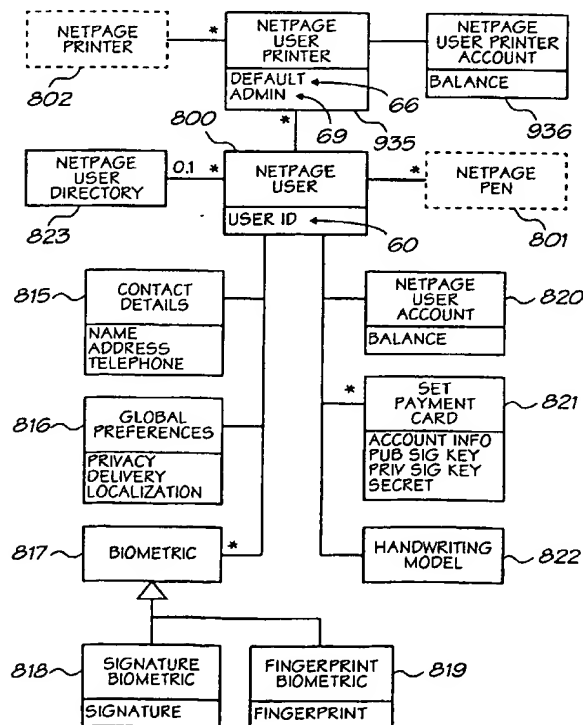 NETPAGE
PRINTER
802
*
NETPAGE
USER
PRINTER
DEFAULT
ADMIN
66
69
935
NETPAGE
USER PRINTER
ACCOUNT
BALANCE
936
800
*
NETPAGE
USER
DIRECTORY
823
0.1
*
NETPAGE
USER
USER ID
60
*
NETPAGE
PEN
801
815
CONTACT
DETAILS
NAME
ADDRESS
TELEPHONE
NETPAGE
USER
ACCOUNT
BALANCE
820
816
GLOBAL
PREFERENCES
PRIVACY
DELIVERY
LOCALIZATION
*
SET
PAYMENT
CARD
ACCOUNT INFO
PUB SIG KEY
PRIV SIG KEY
SECRET
821
817
BIOMETRIC
*
HANDWRITING
MODEL
822
818
SIGNATURE
BIOMETRIC
SIGNATURE
FINGERPRINT
BIOMETRIC
FINGERPRINT
819